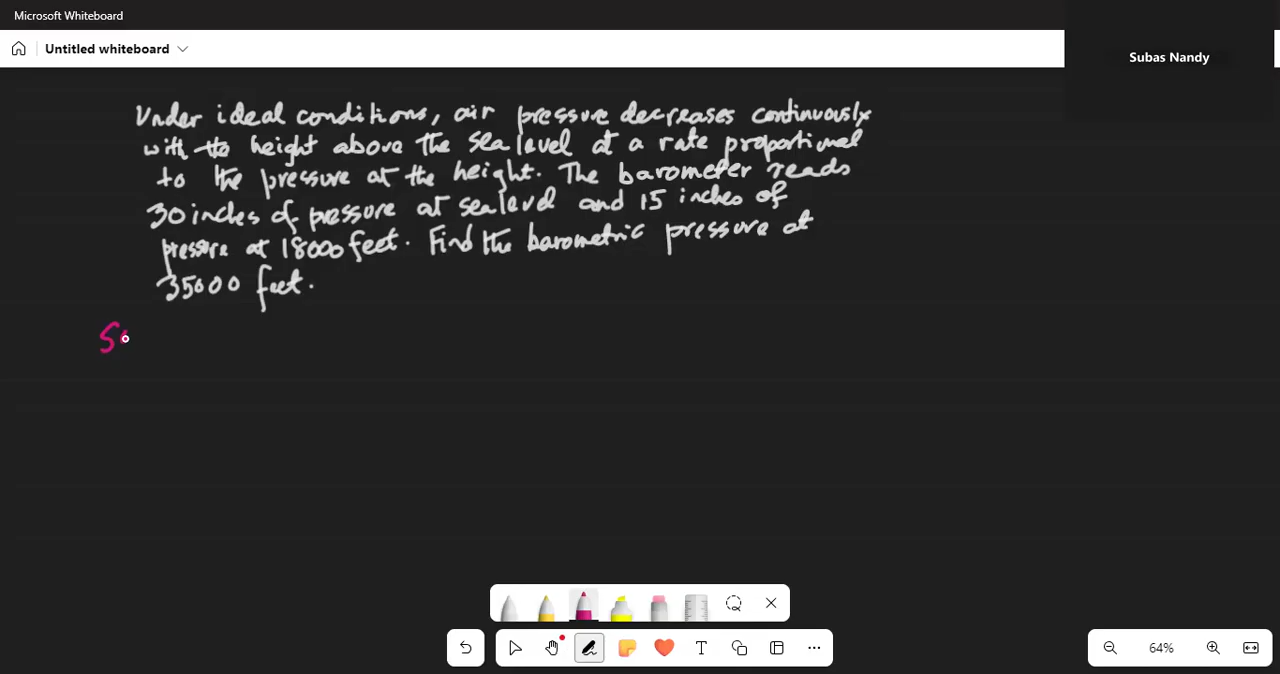 Microsoft Whiteboard
Untitled whiteboard
Subas Nandy
Under ideal conditions, air pressure decreases continuously
with height above the sea level at a rate proportional
to the pressure at the height. The barometer reads
30 inches of pressure at sealevel and 15 inches of
pressure at 18000 feet. Find the barometric pressure at
35000 feet.
S
64%